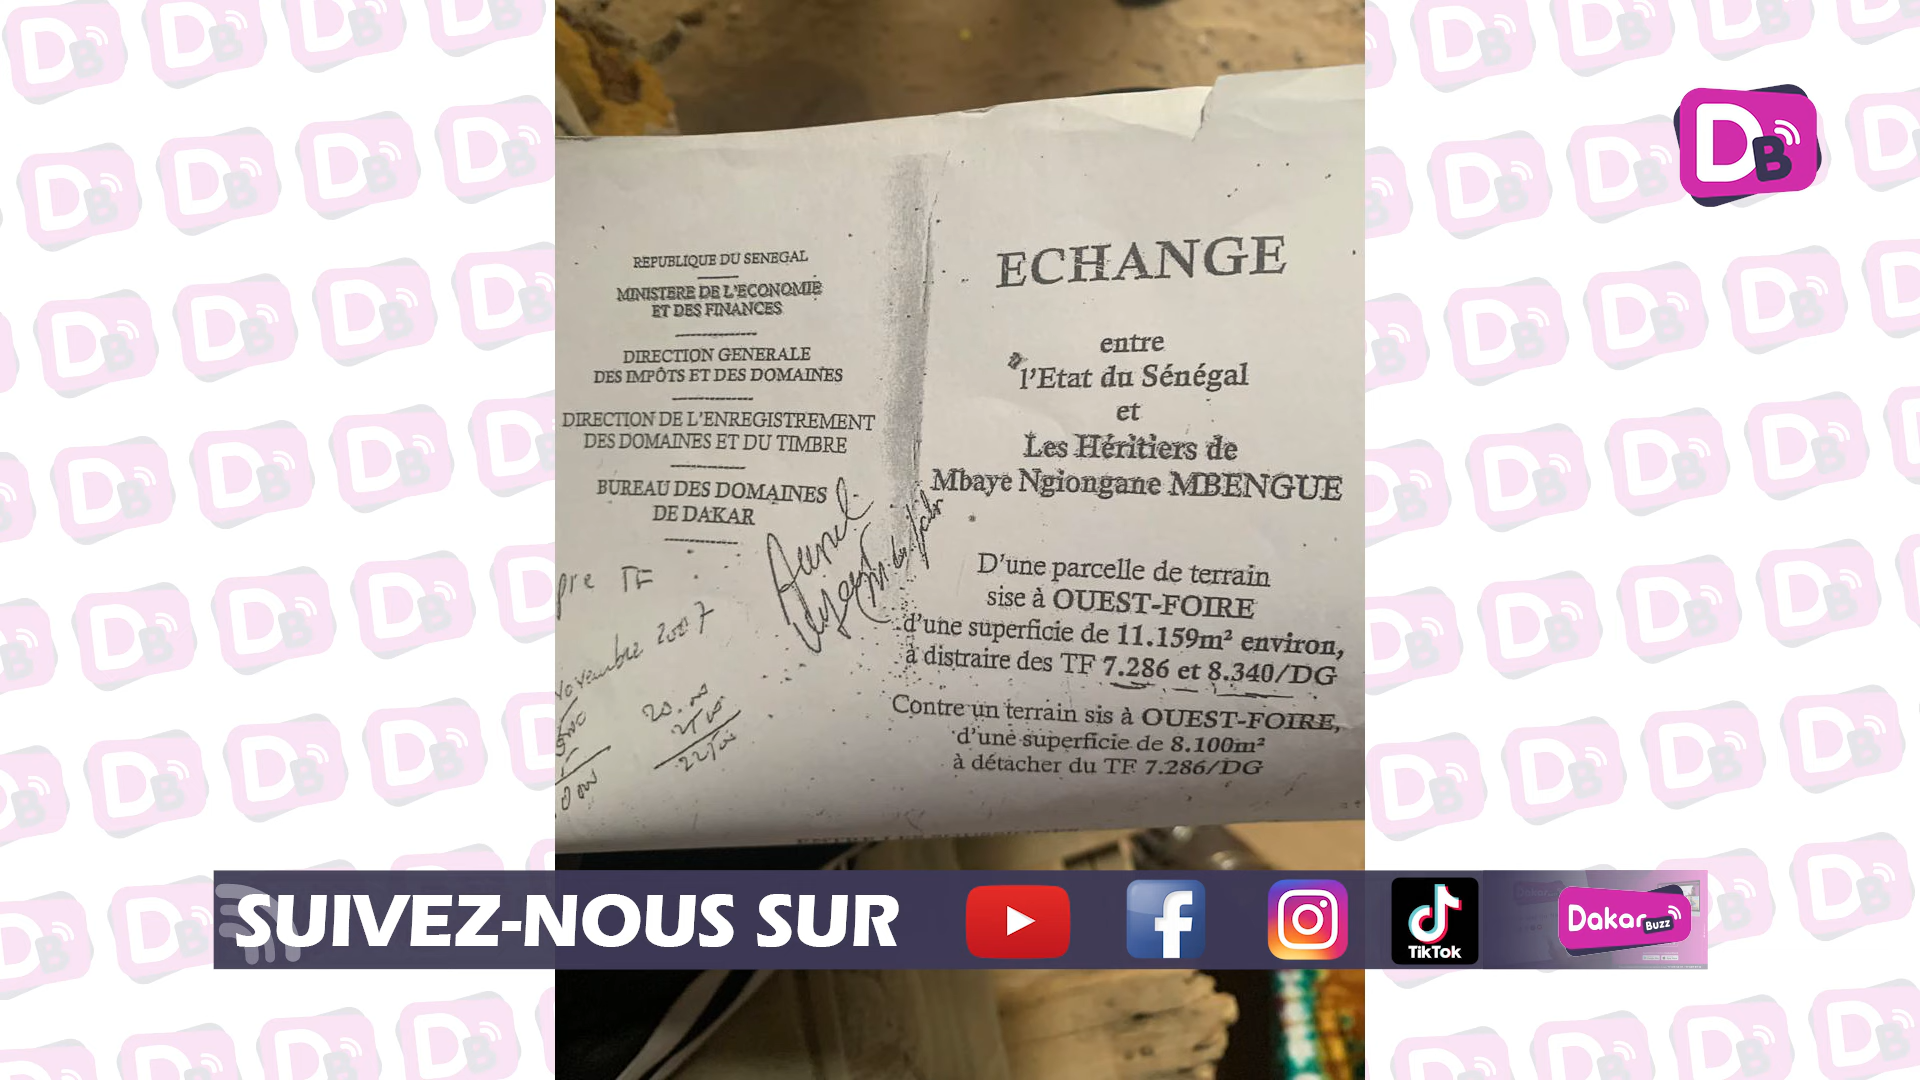 REPUBLIQUE DU SENEGAL
MINISTERE DE L'ECONOMIE
ET DES FINANCES
DIRECTION GENERALE
DES IMPÔTS ET DES DOMAINES
DIRECTION DE L'ENREGISTREMENT
DES DOMAINES ET DU TIMBRE
BUREAU DES DOMAINES
DE DAKAR
TF
novembre 2007
ECHANGE
entre
l'Etat du Sénégal
et
Les Héritiers de
Mbaye Ngiongane MBENGUE
D'une parcelle de terrain
sise à OUEST-FOIRE
d'une superficie de 11.159m² environ,
à distraire des TF 7.286 et 8.340/DG
Contre un terrain sis à OUEST-FOIRE,
d'une superficie de 8.100m²
à détacher du TF 7.286/DG
DB
SUIVEZ-NOUS SUR
TikTok
Dakar Buzz